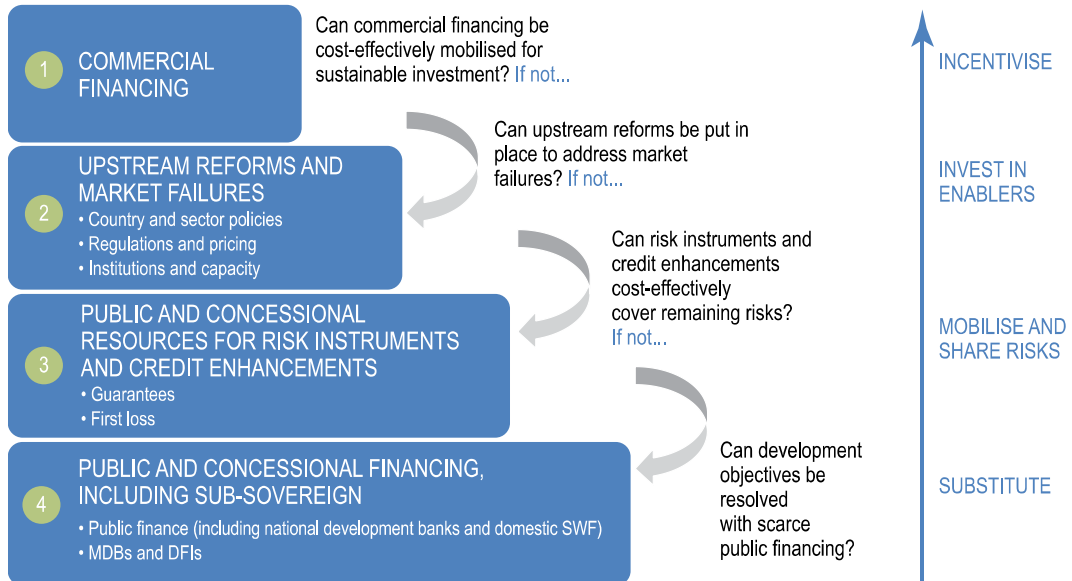 1
COMMERCIAL
FINANCING
Can commercial financing be
cost-effectively mobilised for
sustainable investment? If not...
INCENTIVISE
2
UPSTREAM REFORMS AND
MARKET FAILURES
• Country and sector policies
• Regulations and pricing
• Institutions and capacity
Can upstream reforms be put in
place to address market
failures? If not...
INVEST IN
ENABLERS
3
PUBLIC AND CONCESSIONAL
RESOURCES FOR RISK INSTRUMENTS
AND CREDIT ENHANCEMENTS
• Guarantees
• First loss
Can risk instruments and
credit enhancements
cost-effectively
cover remaining risks?
If not...
MOBILISE AND
SHARE RISKS
4
PUBLIC AND CONCESSIONAL FINANCING,
INCLUDING SUB-SOVEREIGN
• Public finance (including national development banks and domestic SWF)
• MDBs and DFIs
Can development
objectives be
resolved
with scarce
public financing?
SUBSTITUTE